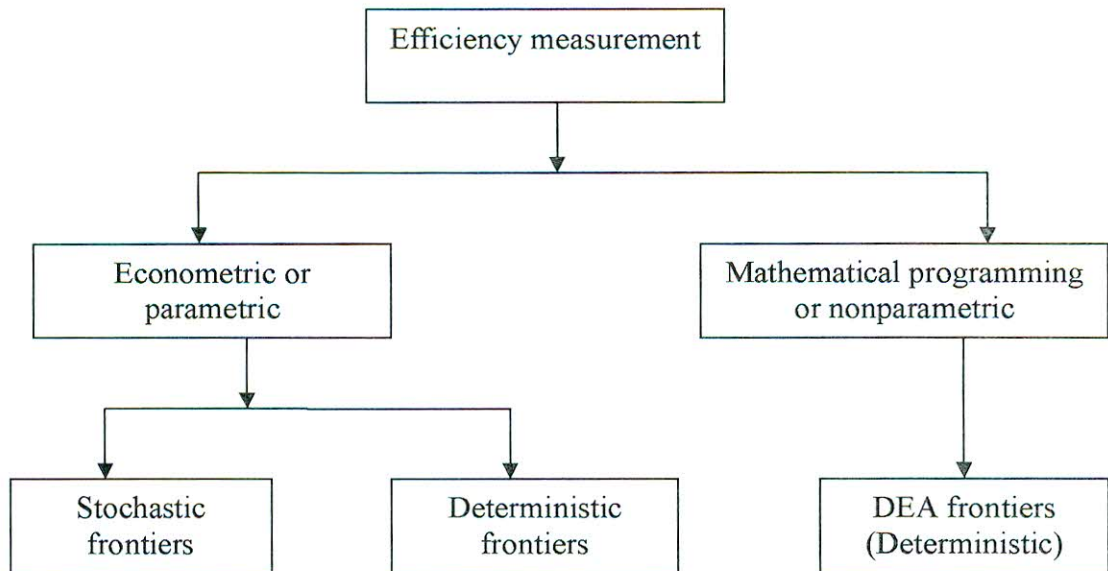 Efficiency measurement
Econometric or
parametric
Mathematical programming
or nonparametric
Stochastic
frontiers
Deterministic
frontiers
DEA frontiers
(Deterministic)